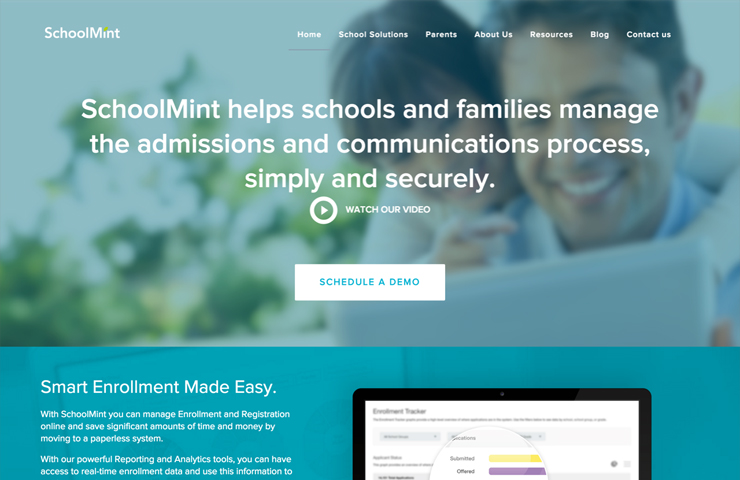 SchoolMint
Home School Solutions Parents About Us Resources Blog Contact us
SchoolMint helps schools and families manage
the admissions and communications process,
simply and securely.
WATCH OUR VIDEO
SCHEDULE A DEMO
Smart Enrollment Made Easy.
With SchoolMint you can manage Enrollment and Registration
online and save significant amounts of time and money by
moving to a paperless system.
With our powerful Reporting and Analytics tools, you can have
access to real-time enrollment data and use this information to
Enrollment Tracker
Applicant Status
Submitted
Offered